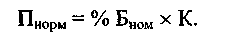 Пнорм = % Бном × К.